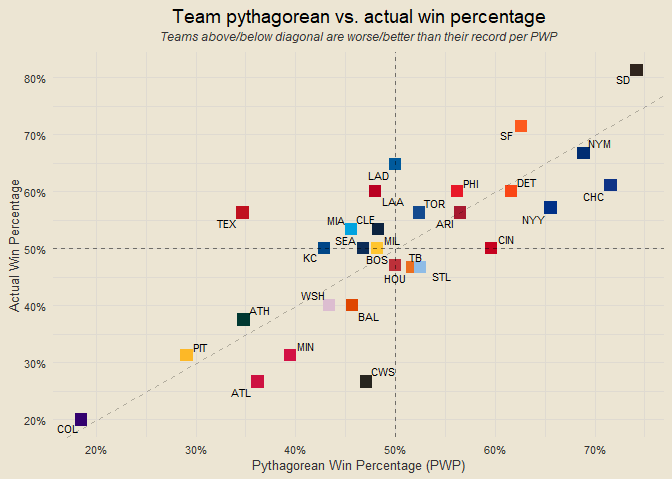 Team pythagorean vs. actual win percentage
Teams above/below diagonal are worse/better than their record per PWP
Actual Win Percentage
80%
70%
60%
50%
40%
30%
20%
SD
SF
NYM
LAD
PHI
DET
CHC
LAA
TOR
NYY
TEX
ARI
MIA
CLE
SEA
MIL
CIN
KC
BOS
TB
HOU
STL
WSH
BAL
ATH
PIT
MIN
CWS
ATL
COL
20%
30%
40%
50%
60%
70%
Pythagorean Win Percentage (PWP)